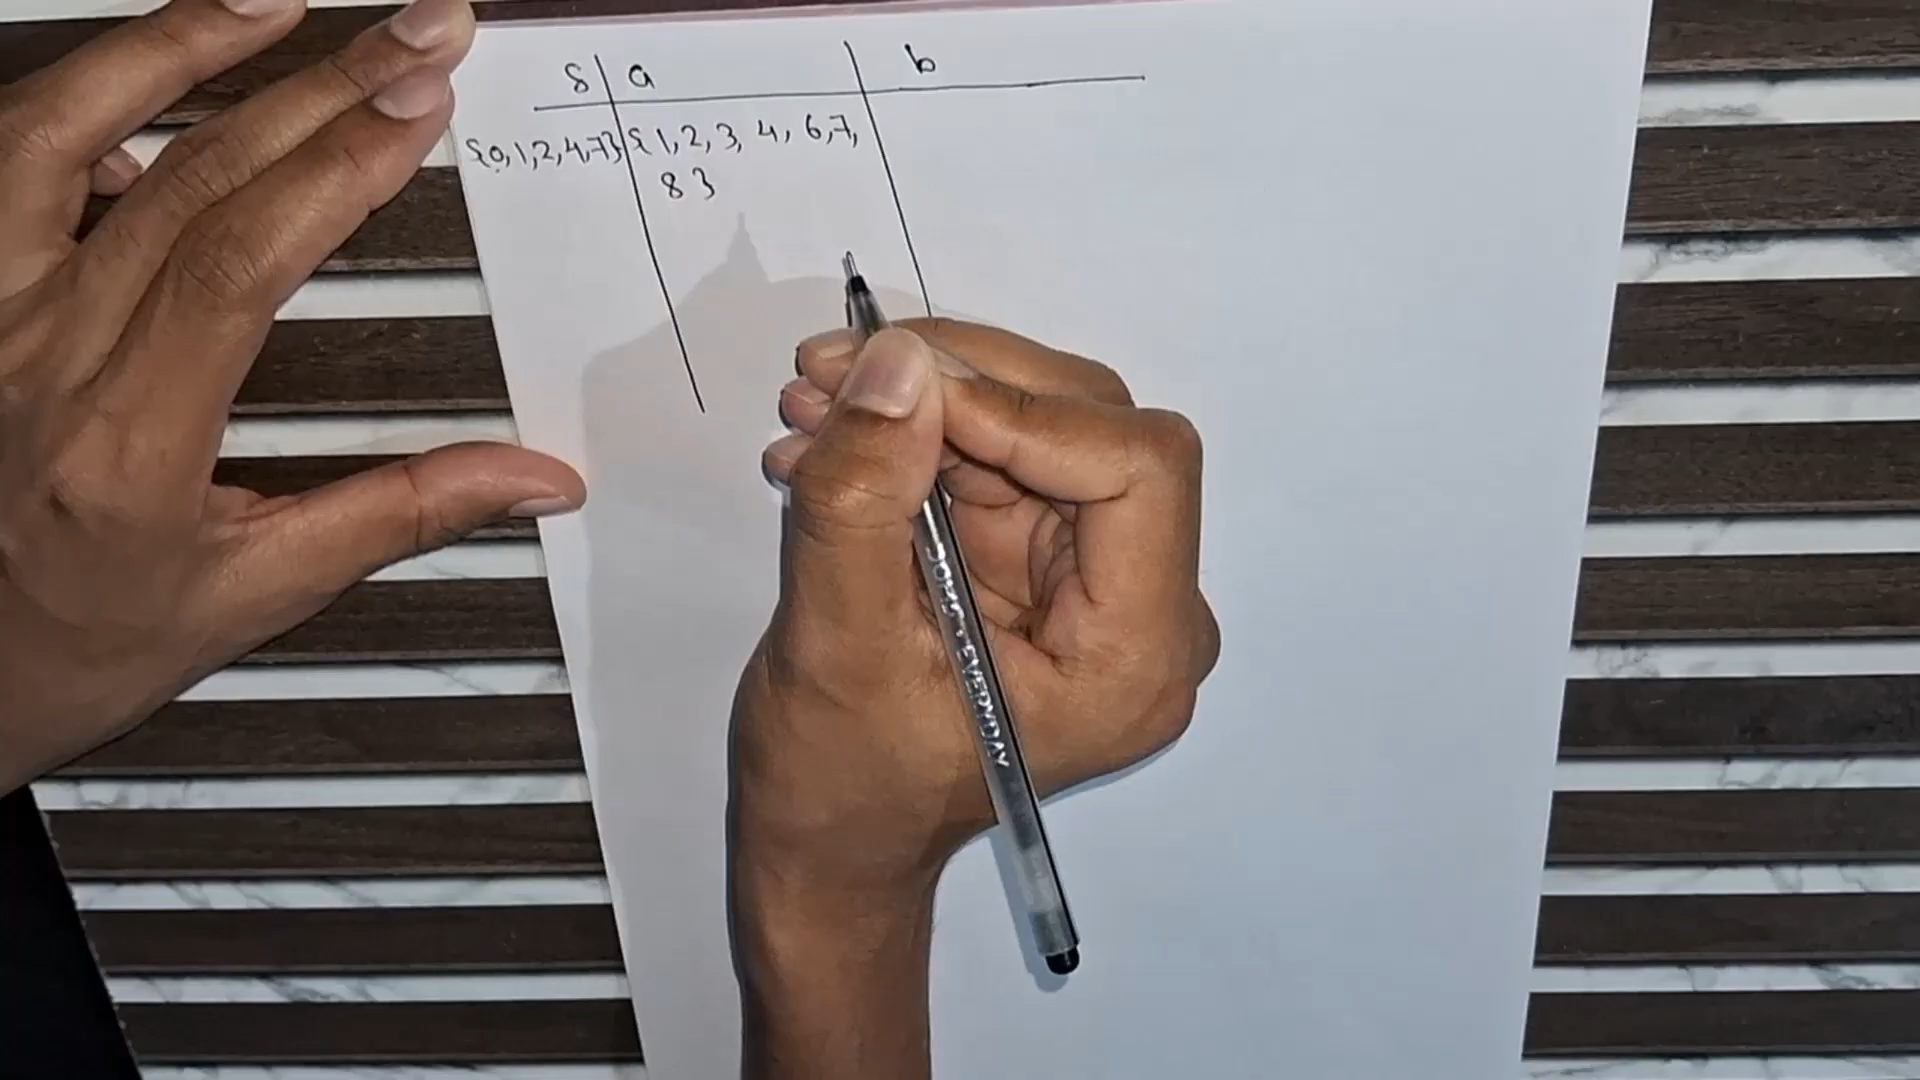 δ a b
{0,1,2,4,7} {1,2,3,4,6,7,
8}
DOMS • EVERYDAY